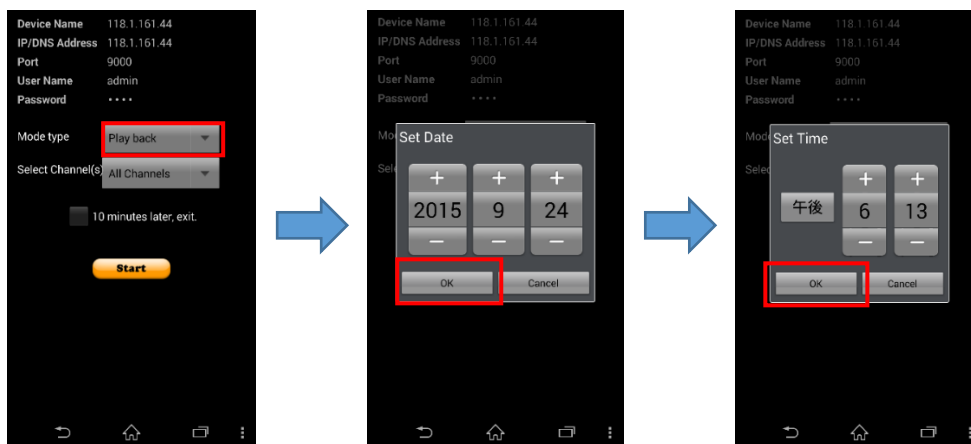 Device Name 118.1.161.44
IP/DNS Address 118.1.161.44
Port 9000
User Name admin
Password ••••
Mode type Play back
Select Channel(s) All Channels
10 minutes later, exit.
Start
Device Name 118.1.161.44
IP/DNS Address 118.1.161.44
Port 9000
User Name admin
Password ••••
Mo
Set Date
Sele
+ + +
2015 9 24
− − −
OK Cancel
Device Name 118.1.161.44
IP/DNS Address 118.1.161.44
Port 9000
User Name admin
Password ••••
Mode
Set Time
Selec
+ +
午後 6 13
− −
OK Cancel